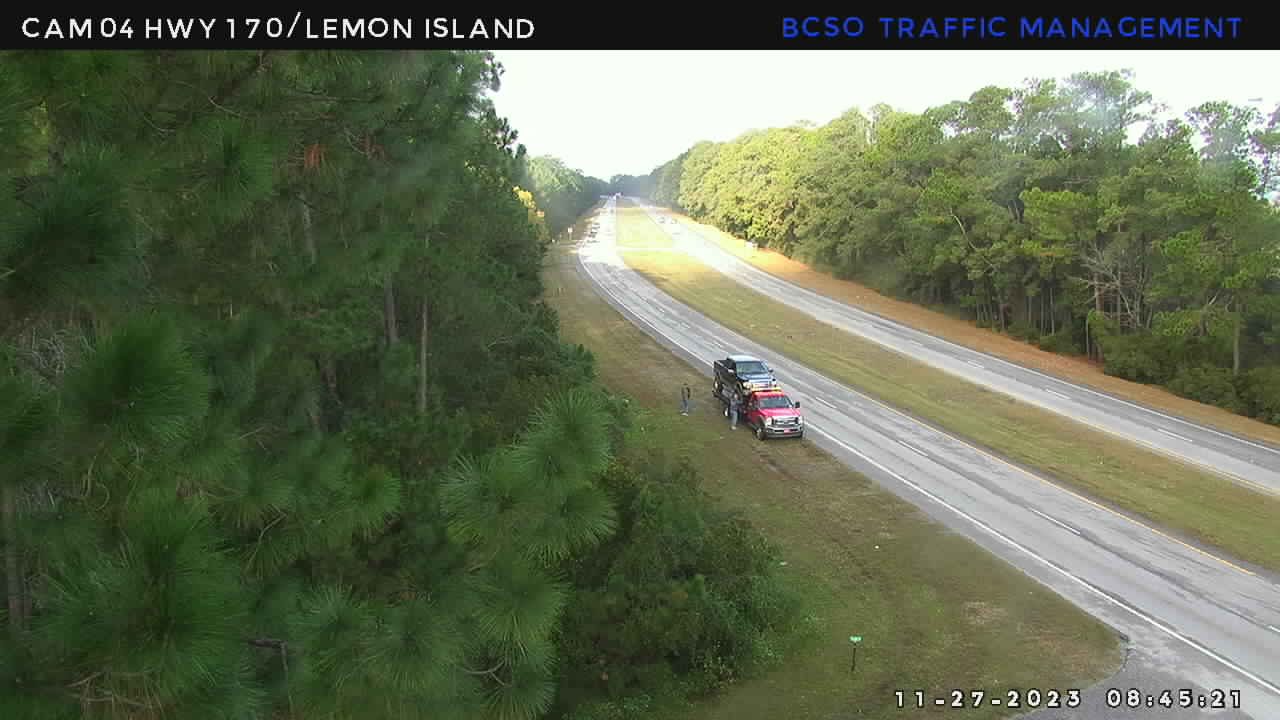 CAM04 HWY 170/LEMON ISLAND
BCSO TRAFFIC MANAGEMENT
11-27-2023 08:45:21